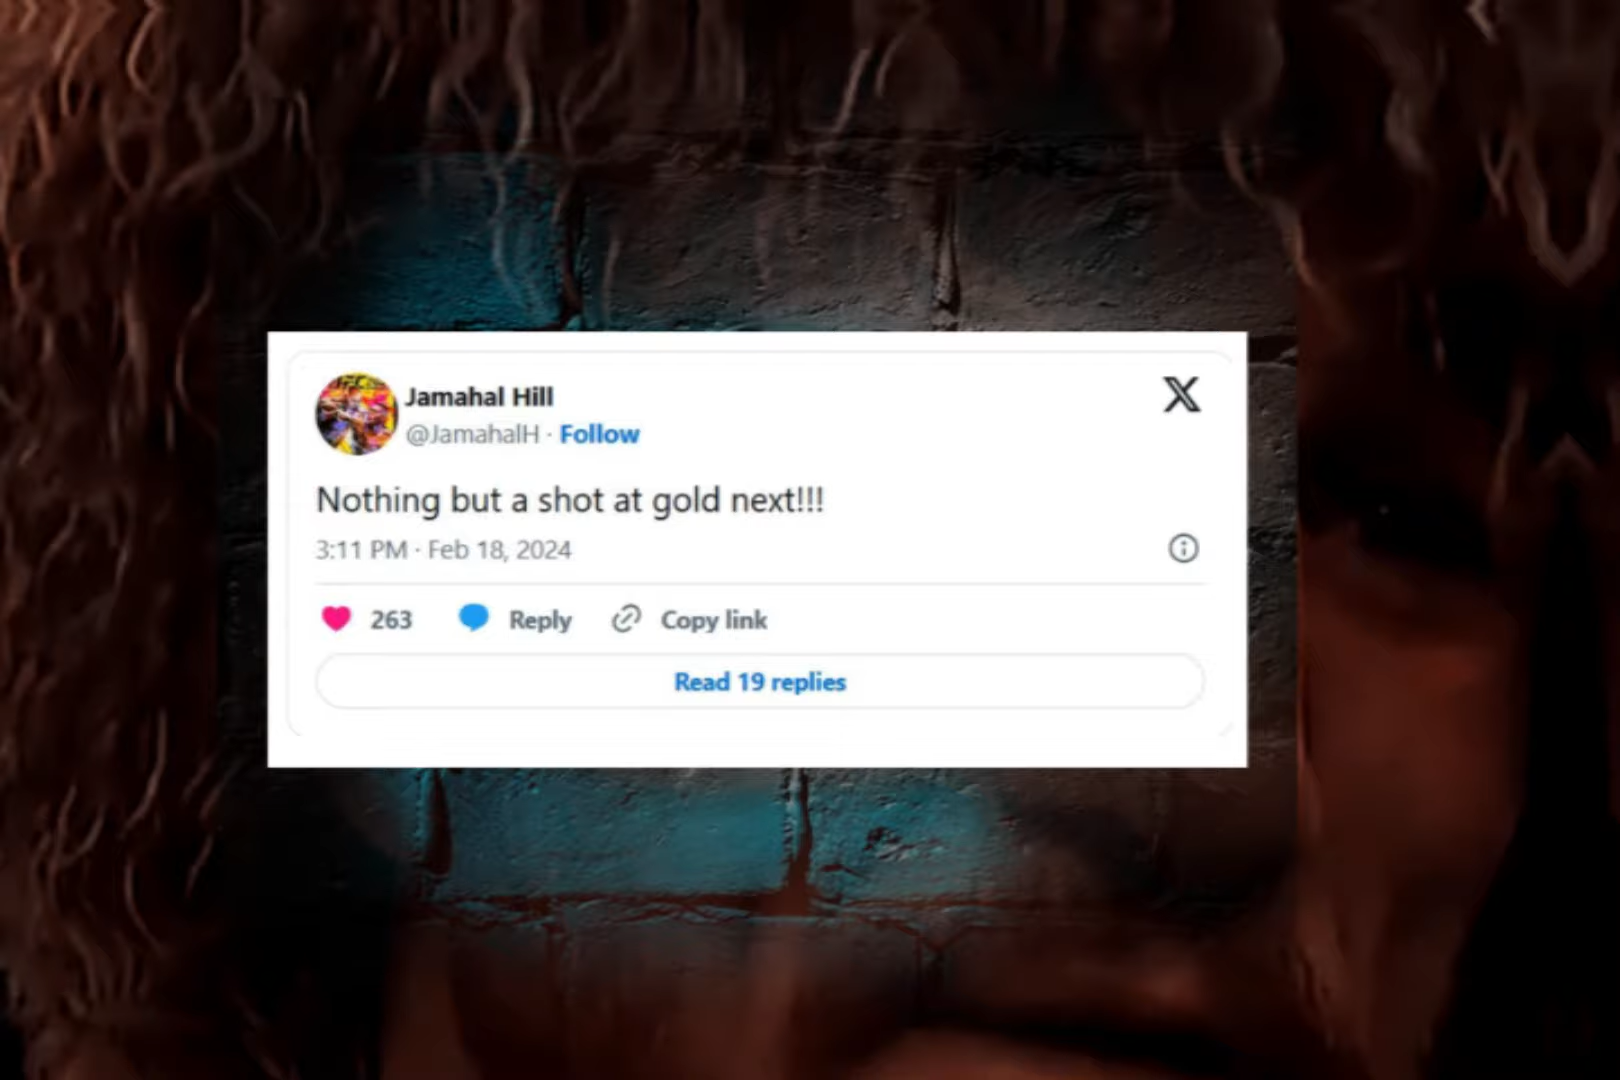 Jamahal Hill
@JamahalH · Follow
Nothing but a shot at gold next!!!
3:11 PM · Feb 18, 2024
263 Reply Copy link
Read 19 replies